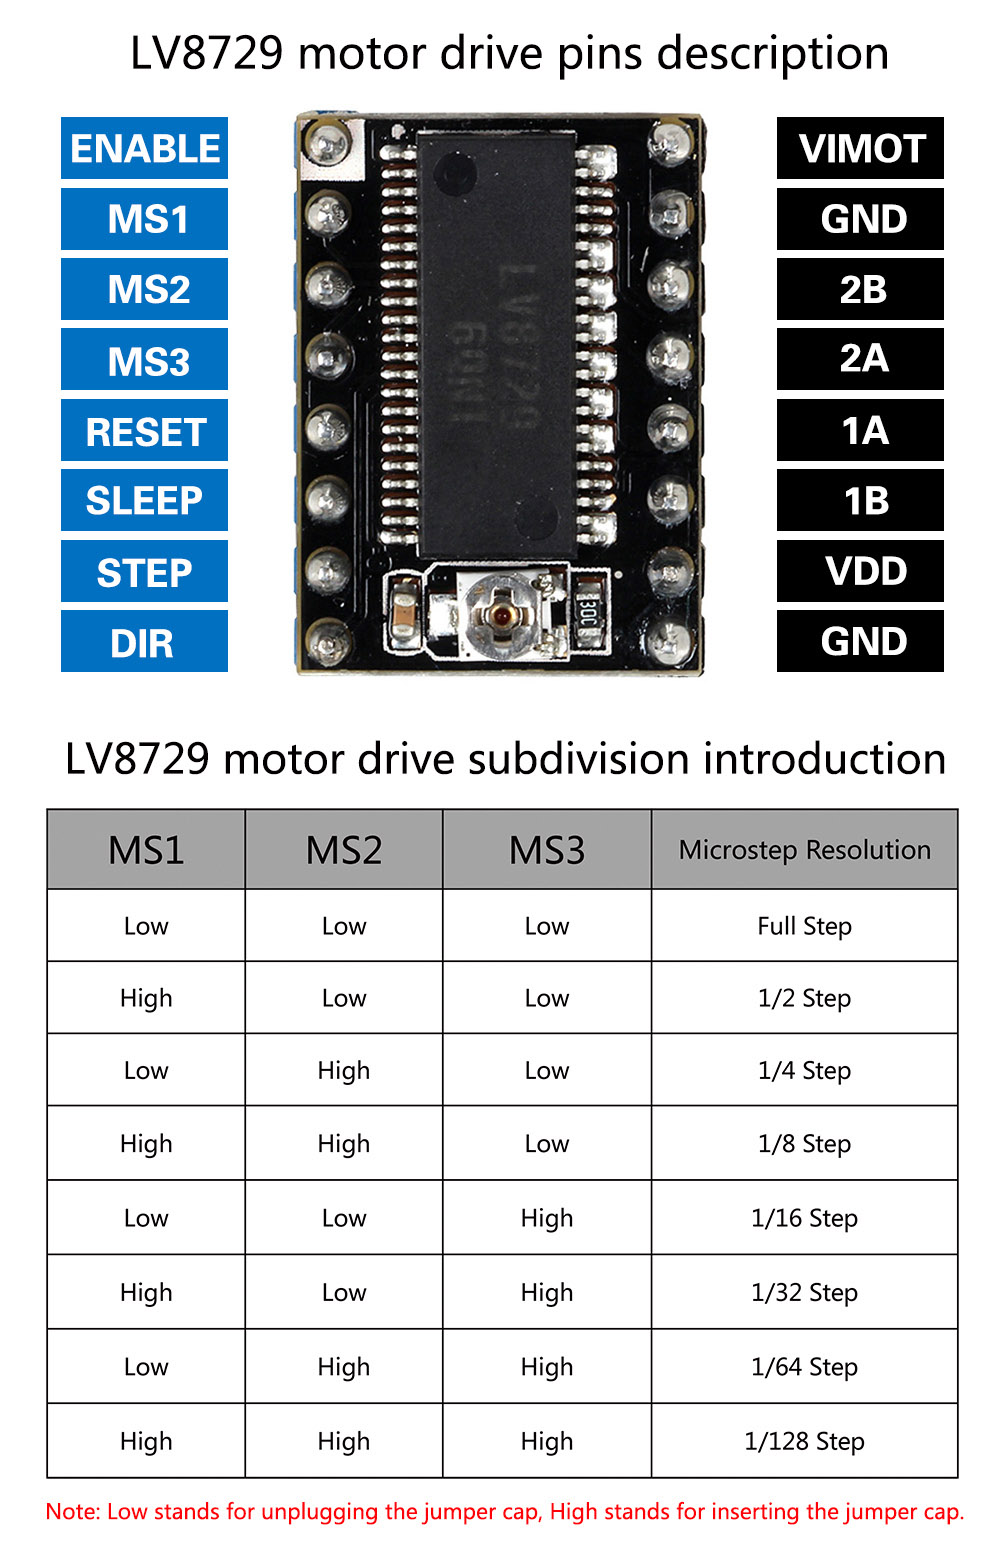 LV8729 motor drive pins description
ENABLE VIMOT
MS1 GND
MS2 2B
MS3 2A
RESET 1A
SLEEP 1B
STEP VDD
DIR GND
LV8729
30C
LV8729 motor drive subdivision introduction
MS1 MS2 MS3 Microstep Resolution
Low Low Low Full Step
High Low Low 1/2 Step
Low High Low 1/4 Step
High High Low 1/8 Step
Low Low High 1/16 Step
High Low High 1/32 Step
Low High High 1/64 Step
High High High 1/128 Step
Note: Low stands for unplugging the jumper cap, High stands for inserting the jumper cap.